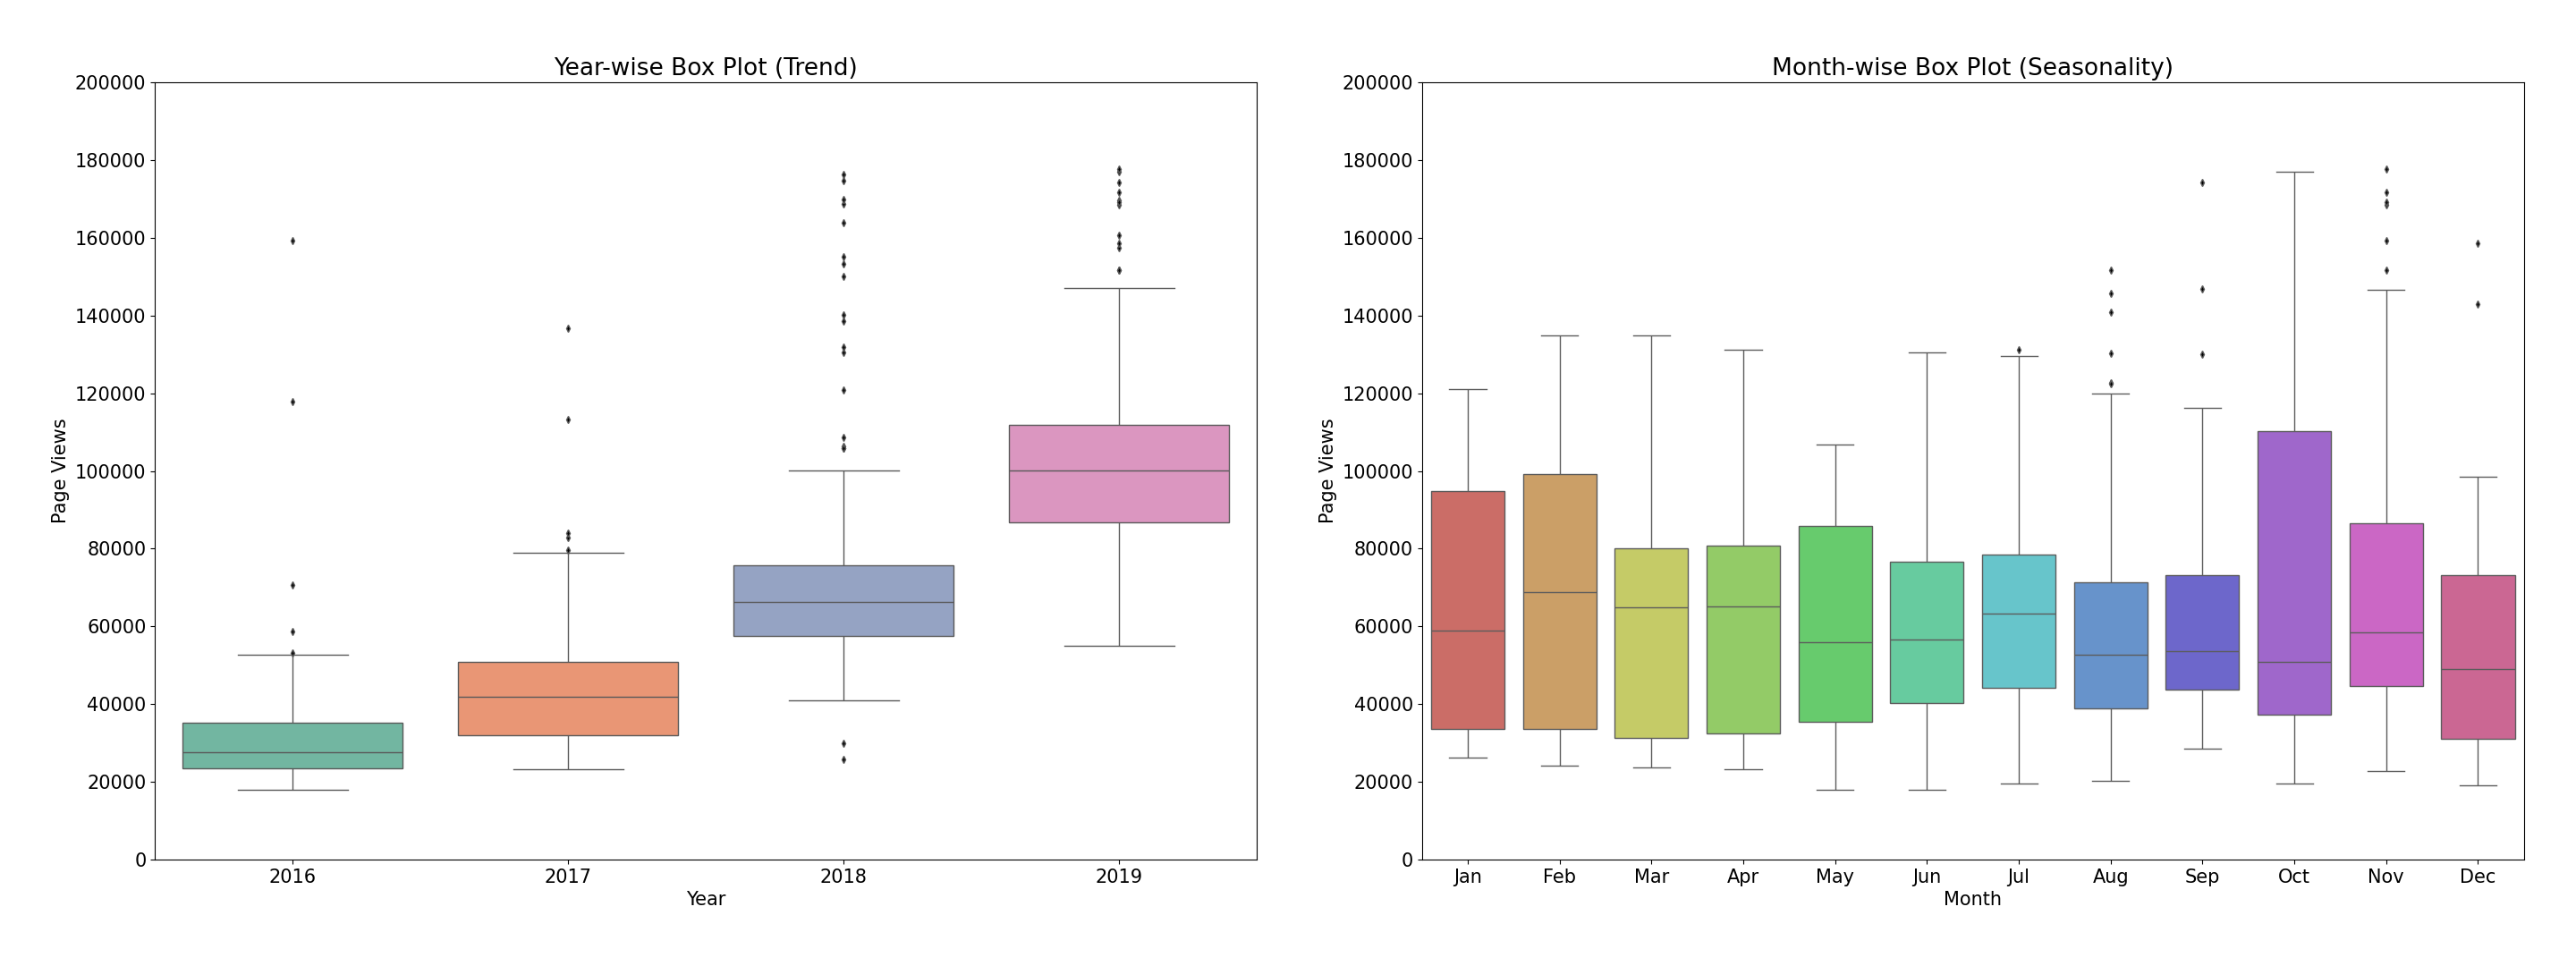 Year-wise Box Plot (Trend)
200000
180000
160000
140000
120000
100000
80000
60000
40000
20000
0
Page Views
2016 2017 2018 2019
Year
Month-wise Box Plot (Seasonality)
200000
180000
160000
140000
120000
100000
80000
60000
40000
20000
0
Page Views
Jan Feb Mar Apr May Jun Jul Aug Sep Oct Nov Dec
Month